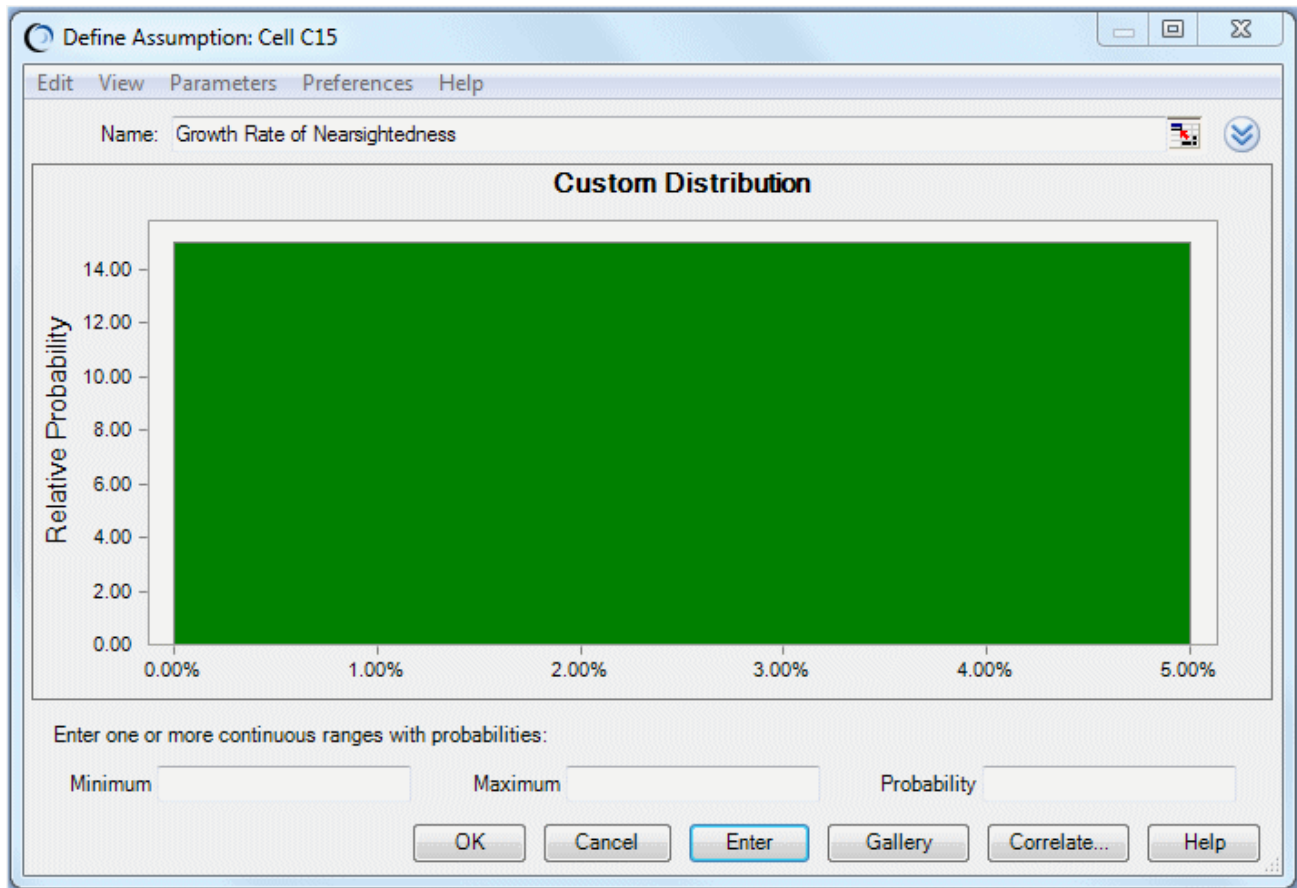 Define Assumption: Cell C15
Edit View Parameters Preferences Help
Name: Growth Rate of Nearsightedness
Custom Distribution
Relative Probability
14.00
12.00
10.00
8.00
6.00
4.00
2.00
0.00
0.00% 1.00% 2.00% 3.00% 4.00% 5.00%
Enter one or more continuous ranges with probabilities:
Minimum Maximum Probability
OK Cancel Enter Gallery Correlate... Help